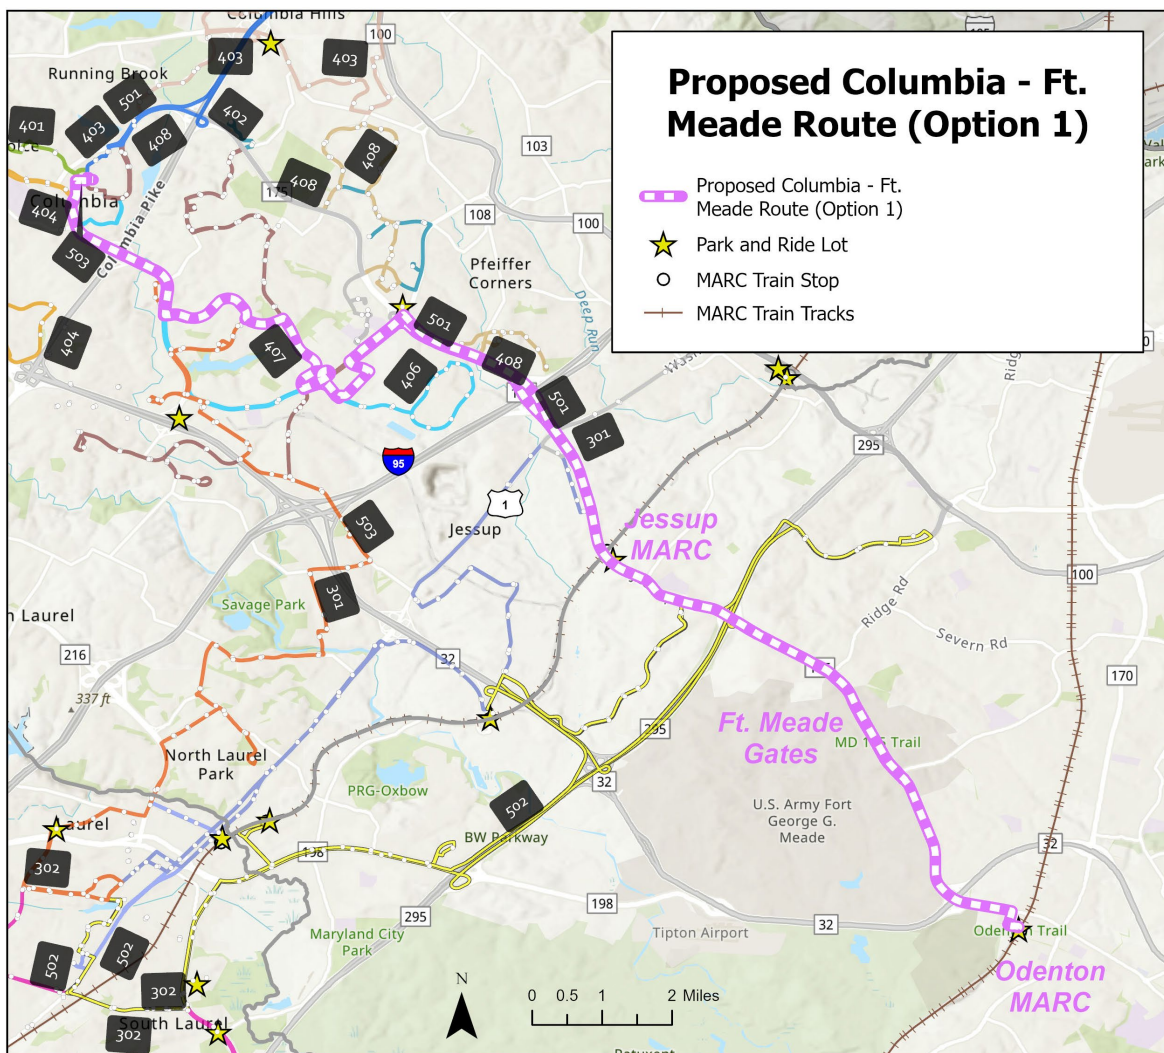 Columbia Hills
100
195
403
403
Proposed Columbia - Ft.
Meade Route (Option 1)
Proposed Columbia - Ft.
Meade Route (Option 1)
Park and Ride Lot
MARC Train Stop
MARC Train Tracks
Running Brook
501
401
403
408
402
103
408
408
175
Columbia
404
Columbia Pike
108
100
503
Pfeiffer
Corners
Deep Run
501
404
407
408
406
501
301
295
95
1
Jessup
Jessup
MARC
503
301
Savage Park
n Laurel
216
32
337 ft
Ridge Rd
Severn Rd
100
170
295
Ft. Meade
Gates
North Laurel
Park
PRG-Oxbow
32
502
BW Parkway
U.S. Army Fort
George G.
Meade
32
302
198
198
295
32
Maryland City
Park
Tipton Airport
Odenton Trail
Odenton
MARC
502
502
302
South Laurel
302
N
0 0.5 1 2 Miles